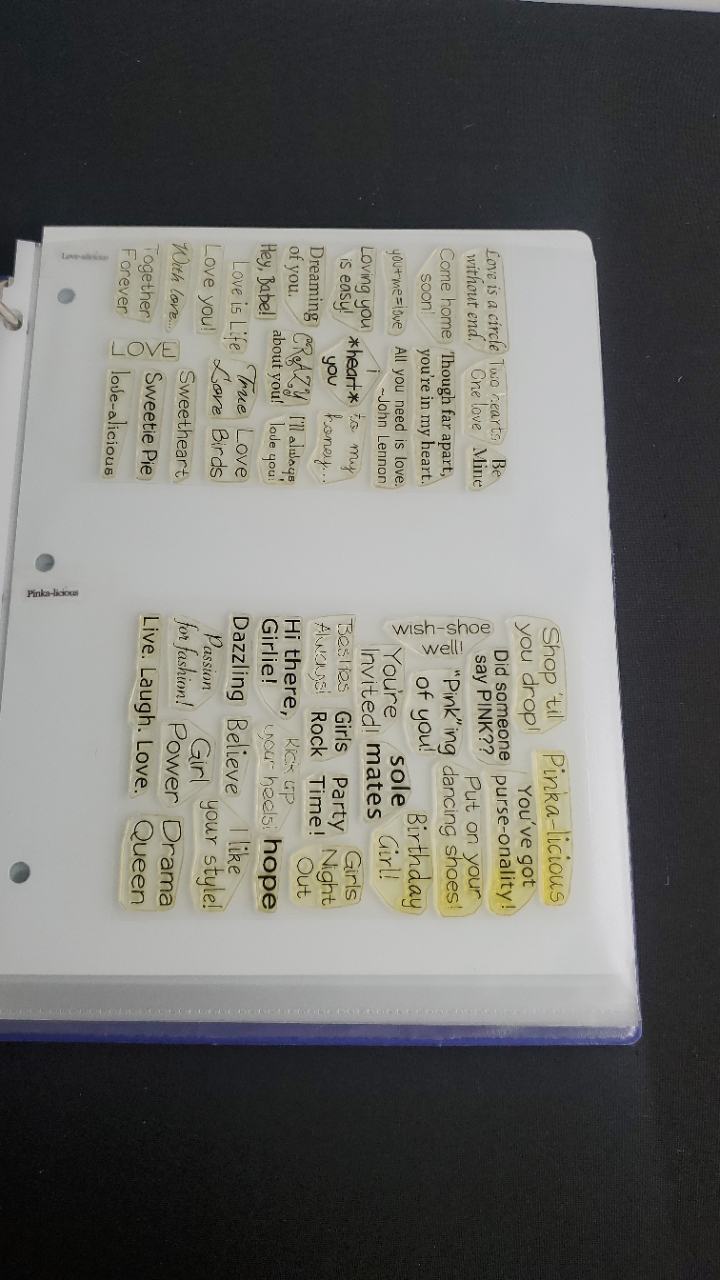 Love-alicious
Love is a circle
without end.
Two hearts,
One love
Be
Mine
Come home
soon!
Though far apart,
you're in my heart.
you+me=love
All you need is love.
~John Lennon
Loving you
is easy!
i
*heart*
you
to my
honey...
Dreaming
of you.
CRAZY
about you!
I'll always
love you!
Hey, Babe!
Love is Life
True Love
Love you!
Love Birds
With love...
Sweetheart
Together
Forever
LOVE
Sweetie Pie
love-alicious
Pinka-licious
Shop 'til
you drop!
Pinka-licious
Did someone
say PINK??
You've got
purse-onality!
wish-shoe
well!
"Pink"ing
of you!
Put on your
dancing shoes!
You're
Invited!
sole
mates
Birthday
Girl!
Besties
Always!
Girls
Rock
Party
Time!
Girls
Night
Out
Hi there,
Girlie!
Kick up
your heels!
hope
Dazzling
Believe
I like
your style!
Passion
for fashion!
Girl
Power
Drama
Queen
Live. Laugh. Love.